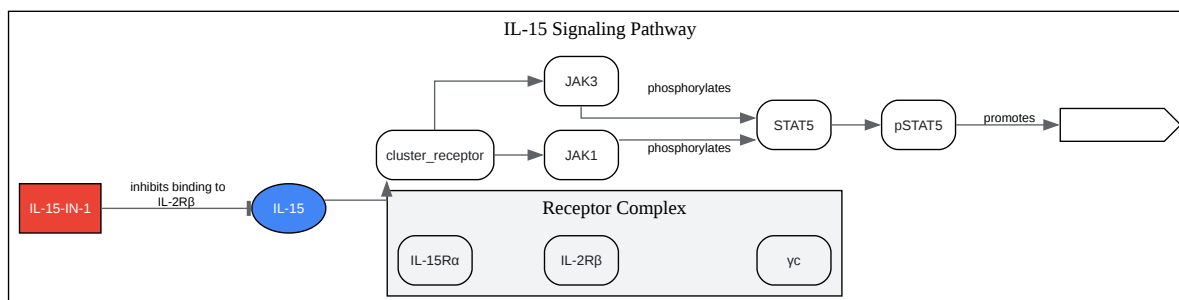 IL-15 Signaling Pathway
JAK3
phosphorylates
STAT5
pSTAT5
promotes
cluster_receptor
JAK1
phosphorylates
IL-15-IN-1
inhibits binding to
IL-2Rβ
IL-15
Receptor Complex
IL-15Rα
IL-2Rβ
γc